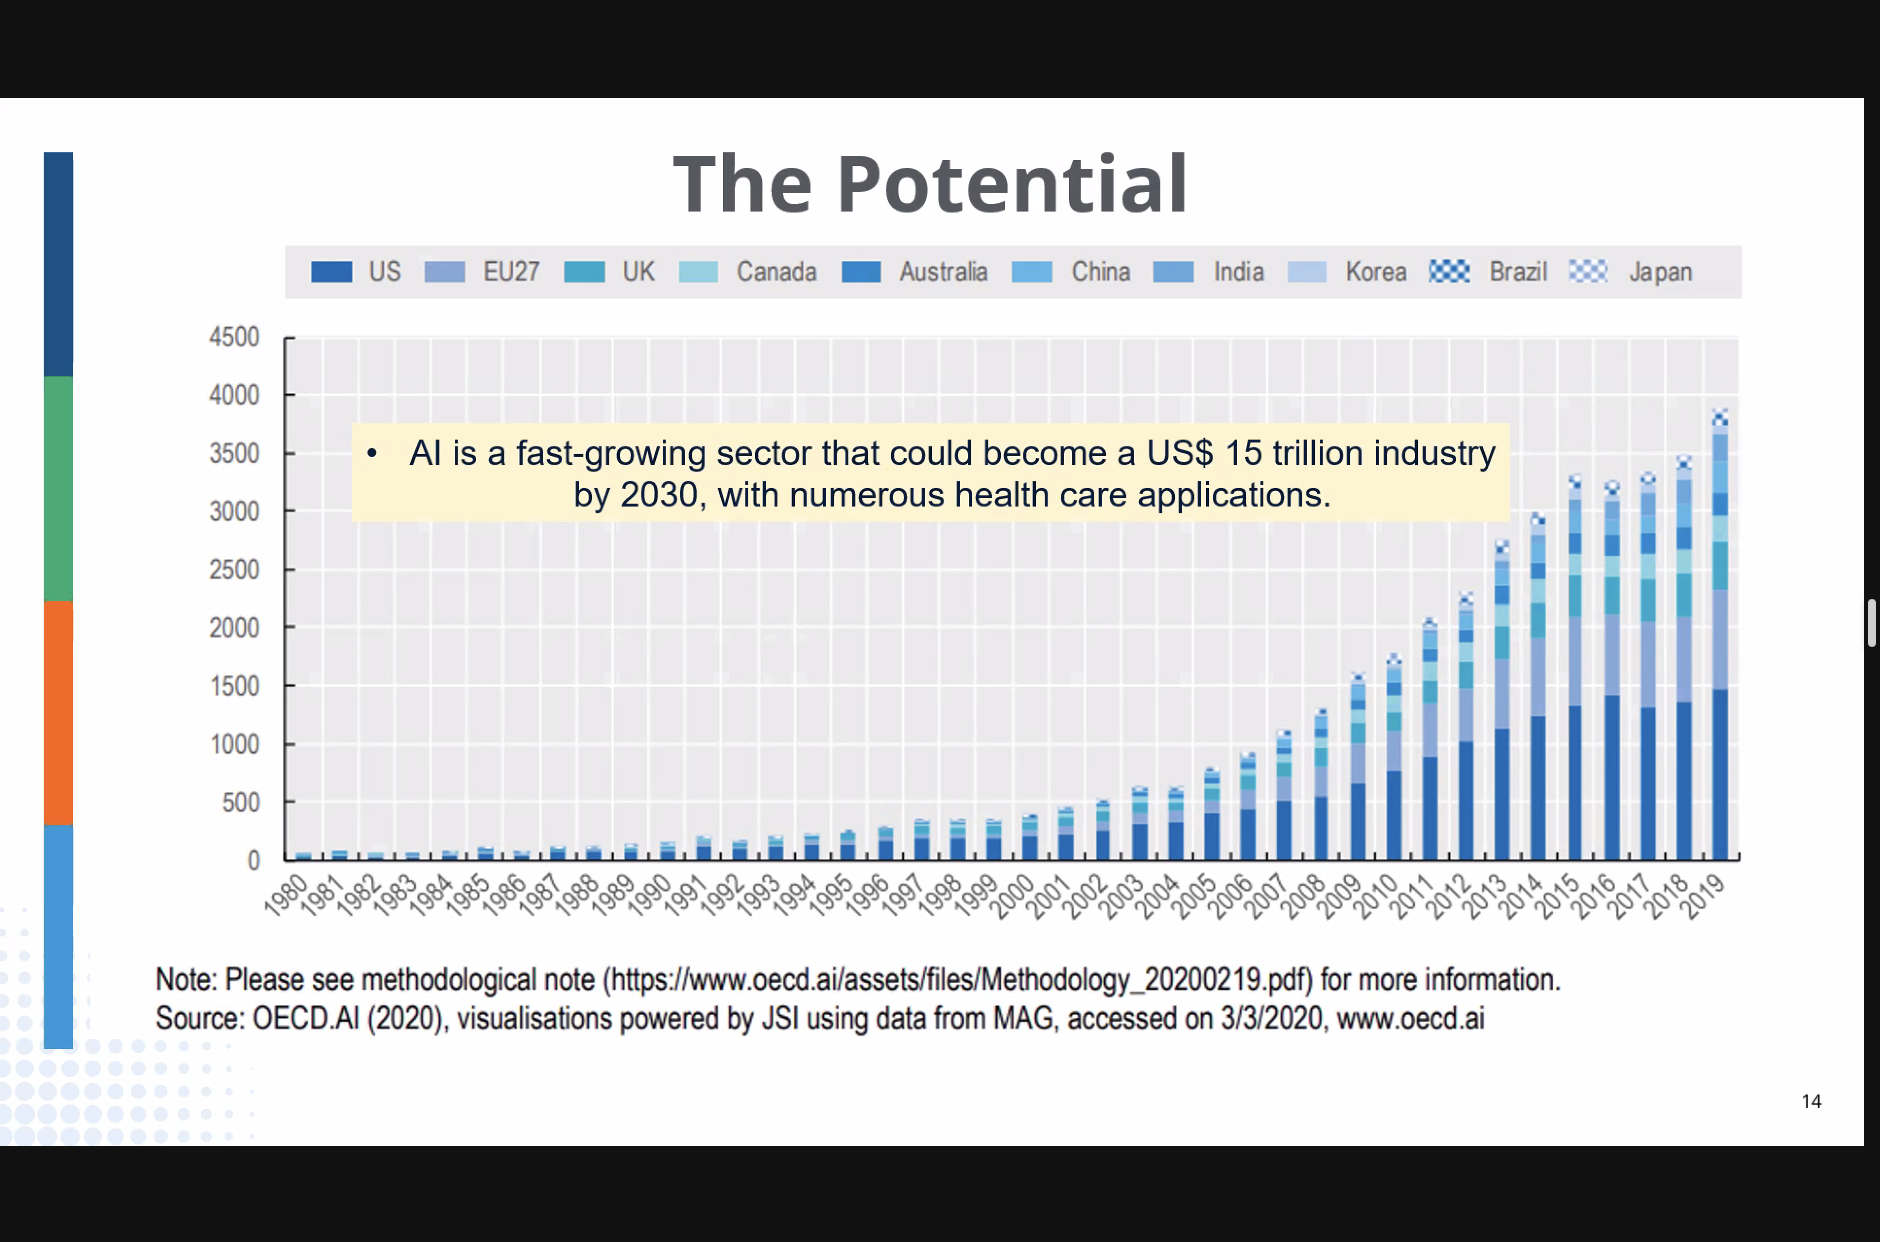 The Potential
US EU27 UK Canada Australia China India Korea Brazil Japan
4500
4000
3500
3000
2500
2000
1500
1000
500
0
• AI is a fast-growing sector that could become a US$ 15 trillion industry
by 2030, with numerous health care applications.
1980 1981 1982 1983 1984 1985 1986 1987 1988 1989 1990 1991 1992 1993 1994 1995 1996 1997 1998 1999 2000 2001 2002 2003 2004 2005 2006 2007 2008 2009 2010 2011 2012 2013 2014 2015 2016 2017 2018 2019
Note: Please see methodological note (https://www.oecd.ai/assets/files/Methodology_20200219.pdf) for more information.
Source: OECD.AI (2020), visualisations powered by JSI using data from MAG, accessed on 3/3/2020, www.oecd.ai
14